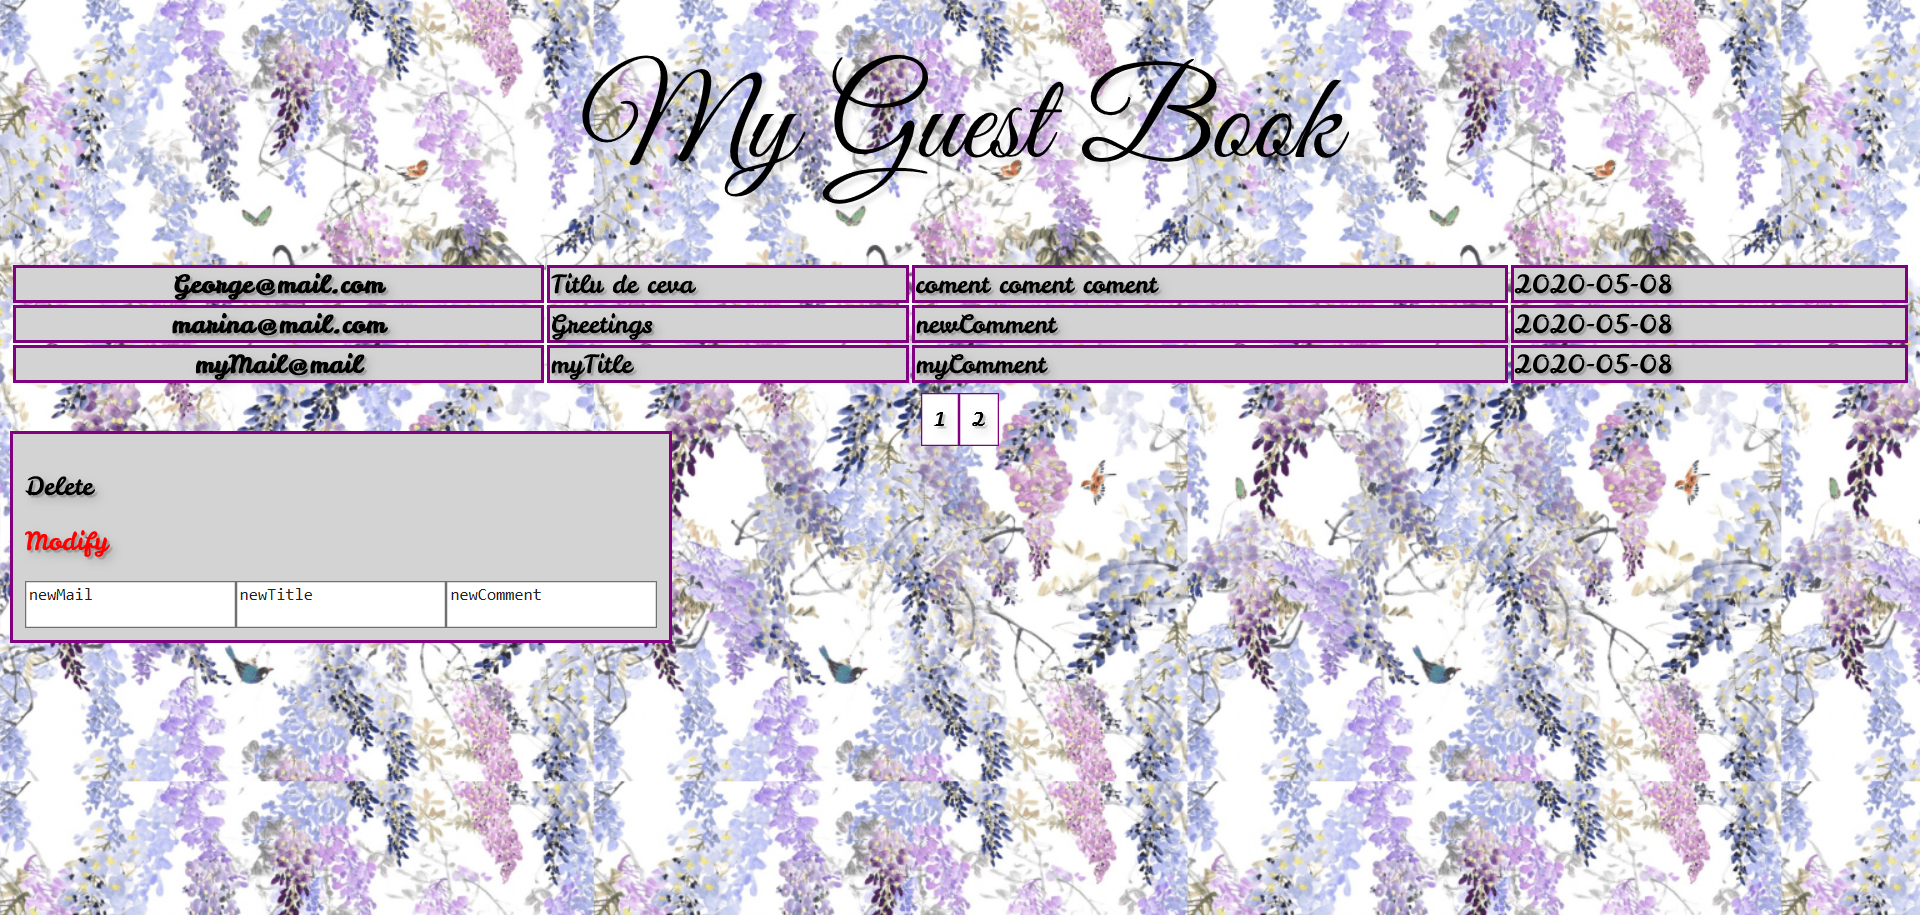 My Guest Book
George@mail.com Titlu de ceva coment coment coment 2020-05-08
marina@mail.com Greetings newComment 2020-05-08
myMail@mail myTitle myComment 2020-05-08
1 2
Delete
Modify
newMail newTitle newComment